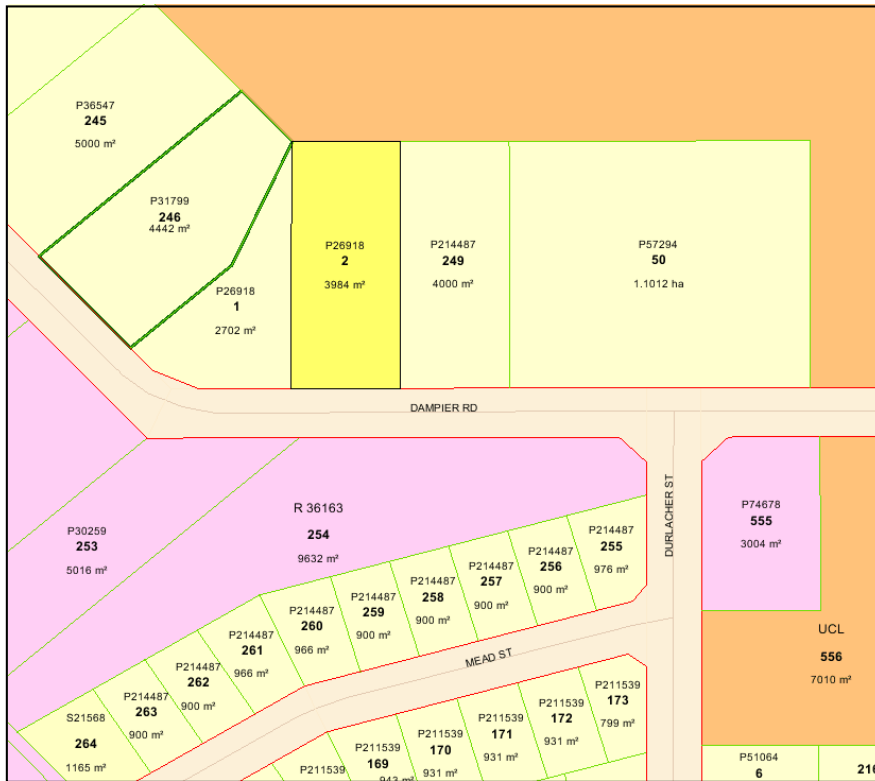 P36547
245
5000 m²
P31799
246
4442 m²
P26918
1
2702 m²
P26918
2
3984 m²
P214487
249
4000 m²
P57294
50
1.1012 ha
DAMPIER RD
DURLACHER ST
P30259
253
5016 m²
R 36163
254
9632 m²
P74678
555
3004 m²
P214487
255
976 m²
P214487
256
900 m²
P214487
257
900 m²
P214487
258
900 m²
P214487
259
900 m²
P214487
260
966 m²
P214487
261
966 m²
P214487
262
900 m²
P214487
263
900 m²
S21568
264
1165 m²
MEAD ST
UCL
556
7010 m²
P211539
173
799 m²
P211539
172
931 m²
P211539
171
931 m²
P211539
170
931 m²
P211539
169
943 m²
P211539
P51064
6
216